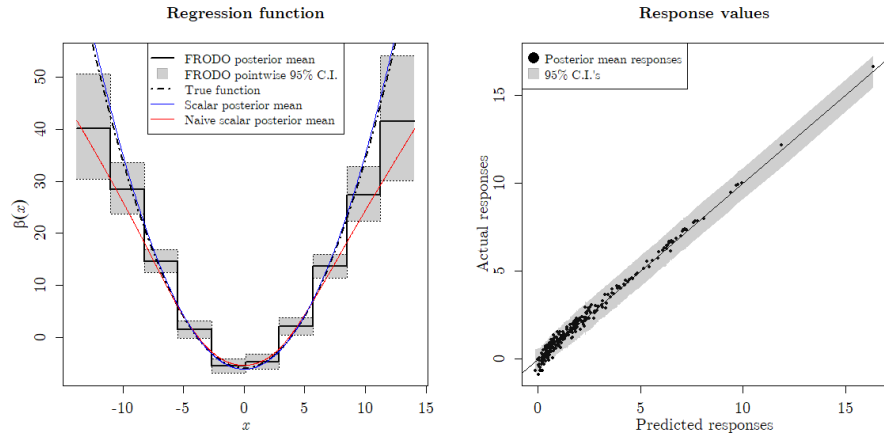 Regression function
50
40
30
20
10
0
β(x)
-10
-5
0
5
10
15
x
FRODO posterior mean
FRODO pointwise 95% C.I.
True function
Scalar posterior mean
Naive scalar posterior mean
Response values
15
10
5
0
Actual responses
0
5
10
15
Predicted responses
Posterior mean responses
95% C.I.'s